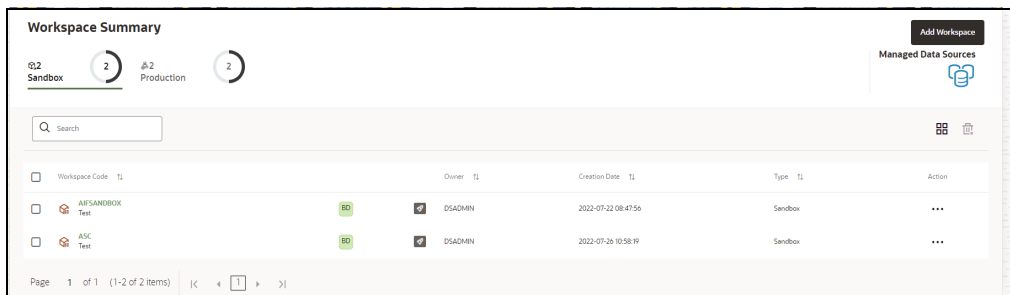 Workspace Summary
Add Workspace
2
Sandbox
2
2
Production
2
Managed Data Sources
Search
Workspace Code Owner Creation Date Type Action
AIFSANDBOX
Test
BD DSADMIN 2022-07-22 08:47:56 Sandbox ...
ASC
Test
BD DSADMIN 2022-07-26 10:58:19 Sandbox ...
Page 1 of 1 (1-2 of 2 items) 1